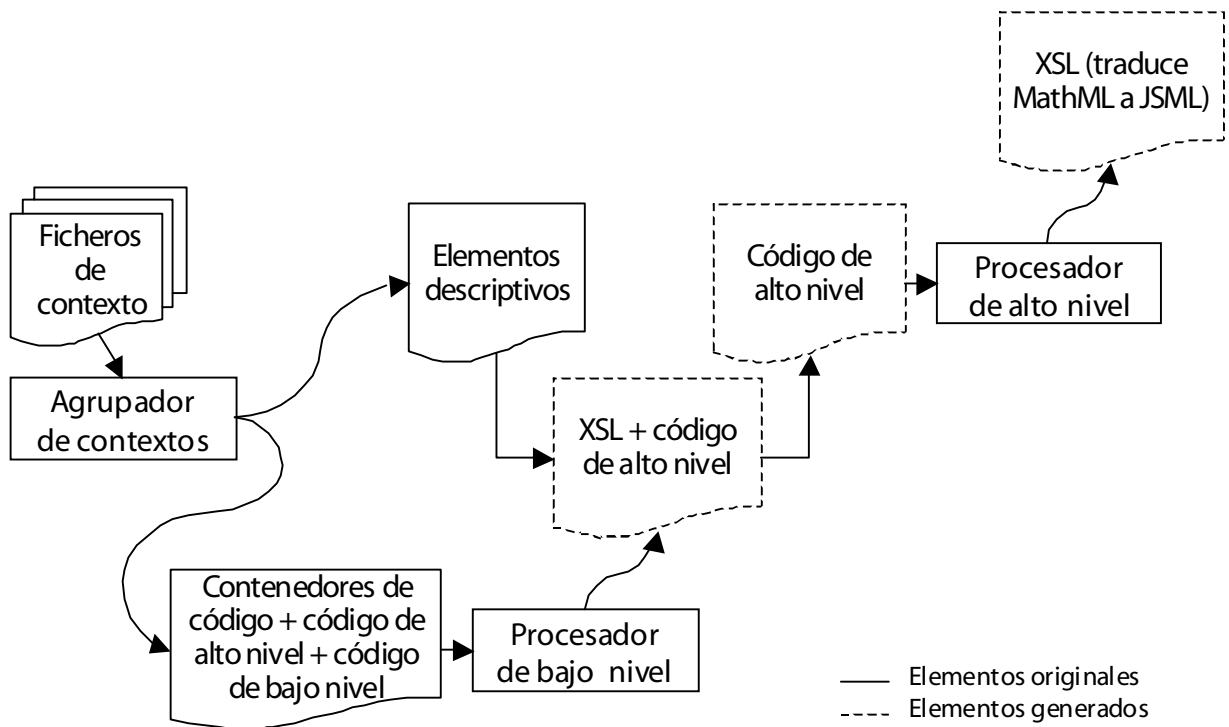 XSL (traduce
MathML a JSML)
Ficheros
de
contexto
Elementos
descriptivos
Código de
alto nivel
Procesador
de alto nivel
Agrupador
de contextos
XSL + código
de alto nivel
Contenedores de
código + código de
alto nivel + código
de bajo nivel
Procesador
de bajo nivel
Elementos originales
Elementos generados